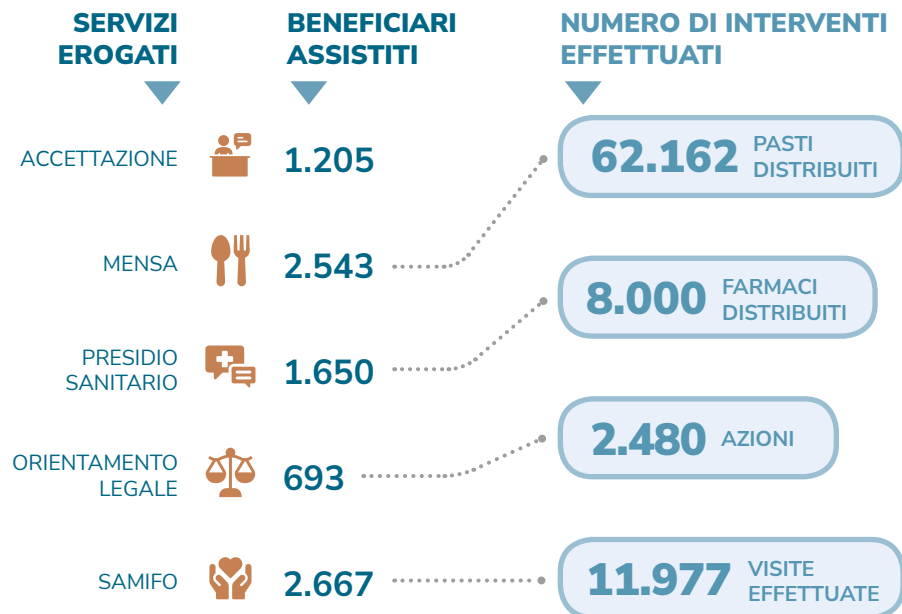 SERVIZI
EROGATI
BENEFICIARI
ASSISTITI
NUMERO DI INTERVENTI
EFFETTUATI
ACCETTAZIONE
1.205
MENSA
2.543
62.162
PASTI
DISTRIBUITI
PRESIDIO
SANITARIO
1.650
8.000
FARMACI
DISTRIBUITI
ORIENTAMENTO
LEGALE
693
2.480
AZIONI
SAMIFO
2.667
11.977
VISITE
EFFETTUATE